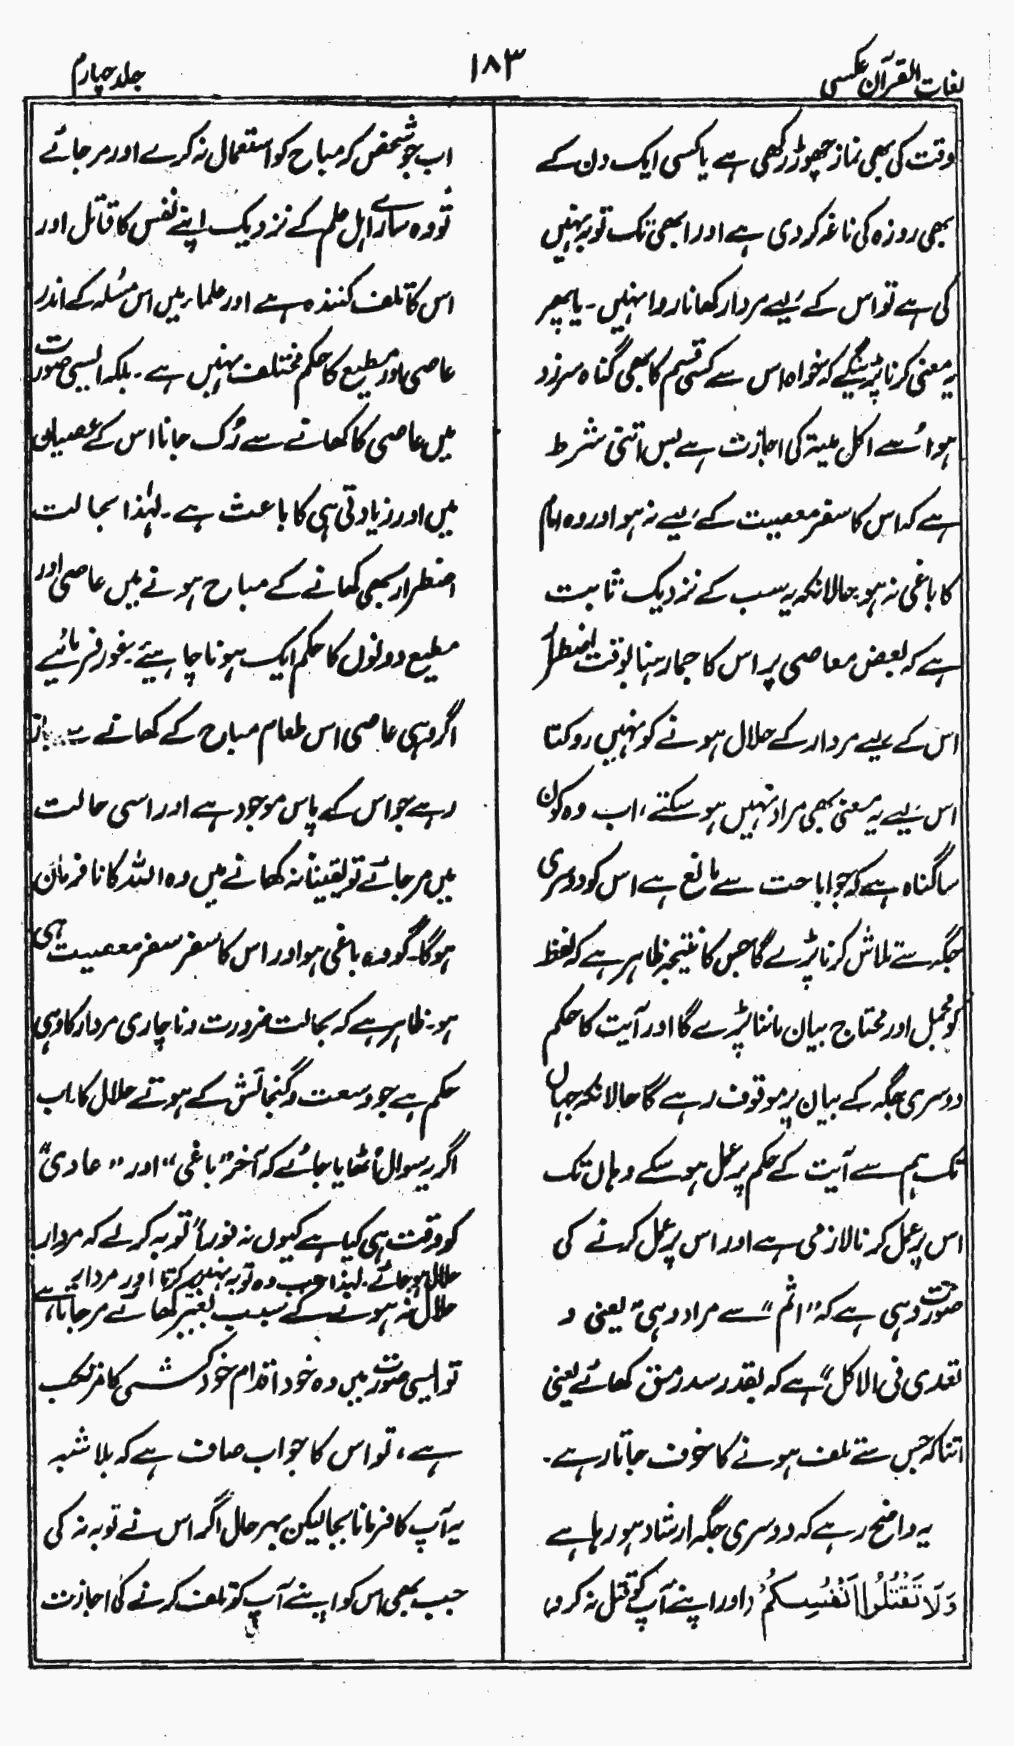 لغات القرآن عکسی
۱۸۳
جلد چہارم
وقت کی بھی نماز چھوڑ رکھی ہے یا کسی ایک دن کے
بھی روزہ کی ناغہ کردی ہے اور ابھی تک توبہ نہیں
کی ہے تو اس کے لیے مردار کھانا روا نہیں۔ یا پھر
یہ معنی کرنا پڑینگے کہ خواہ اس سے کسی قسم کا بھی گناہ سرزد
ہوا اُسے اکل میتۃ کی اجازت ہے بس اتنی شرط
ہے کہ اس کا سفر معصیت کے لیے نہ ہو اور وہ امام
کا باغی نہ ہو حالانکہ یہ سب کے نزدیک ثابت
ہے کہ بعض معاصی پر اس کا جما رہنا بوقت اضطرار
اس کے لیے مردار کے حلال ہونے کو نہیں روکتا
اس لیے یہ معنی بھی مراد نہیں ہو سکتے، اب وہ کون
سا گناہ ہے کہ جو اباحت سے مانع ہے اس کو دوسری
جگہ سے تلاش کرنا پڑے گا جس کا نتیجہ ظاہر ہے کہ لفظ
کو مجمل اور محتاج بیان ماننا پڑے گا اور آیت کا حکم
دوسری جگہ کے بیان پر موقوف رہے گا حالانکہ جہاں
تک ہم سے آیت کے حکم پر عمل ہو سکے وہاں تک
اس پر عمل کرنا لازمی ہے اور اس پر عمل کرنے کی
صورت وہی ہے کہ ”اثم“ سے مراد وہی ”بغی و
تعدی فی الاکل“ ہے کہ بقدر سد رمق کھائے یعنی
اتنا کہ جس سے تلف ہونے کا خوف جاتا رہے۔
یہ واضح رہے کہ دوسری جگہ ارشاد ہو رہا ہے
وَلَا تَقْتُلُوا اَنْفُسَكُمْ (اور اپنے آپ کو قتل نہ کرو)
اب جو شخص کہ مباح کو استعمال نہ کرے اور مر جائے
تو وہ سارے اہل علم کے نزدیک اپنے نفس کا قاتل اور
اس کا تلف کنندہ ہے اور علماء میں اس مسئلہ کے اندر
عاصی اور مطیع کا حکم مختلف نہیں ہے۔ بلکہ ایسی صورت
میں عاصی کا کھانے سے رُک جانا اس کے عصیان
میں اور زیادتی ہی کا باعث ہے۔ لہٰذا بحالت
اضطرار بھی کھانے کے مباح ہونے میں عاصی اور
مطیع دونوں کا حکم ایک ہونا چاہیئے۔ غور فرمائیے
اگر وہی عاصی اس طعام مباح کے کھانے سے باز
رہے جو اس کے پاس موجود ہے اور اسی حالت
میں مر جائے تو یقیناً نہ کھانے میں وہ اللہ کا نافرمان
ہوگا۔ گو وہ باغی ہو اور اس کا سفر سفر معصیت ہی
ہو۔ ظاہر ہے کہ بحالت ضرورت و ناچاری مردار کا وہی
حکم ہے جو وسعت و گنجائش کے ہوتے حلال کا۔ اب
اگر یہ سوال اُٹھایا جائے کہ آخر ”باغی“ اور ”عادی“
کو دقت ہی کیا ہے کیوں نہ فوراً توبہ کرلے کہ مردار
حلال ہو جائے۔ لہٰذا جب وہ توبہ نہیں کرتا اور مردار
حلال نہ ہونے کے سبب بغیر کھائے مر جاتا ہے،
تو ایسی صورت میں وہ خود اقدام خودکشی کا مرتکب
ہے، تو اس کا جواب صاف ہے کہ بلاشبہ
یہ آپ کا فرمانا بجا لیکن بہر حال اگر اس نے توبہ نہ کی
جب بھی اس کو اپنے آپ کو تلف کرنے کی اجازت